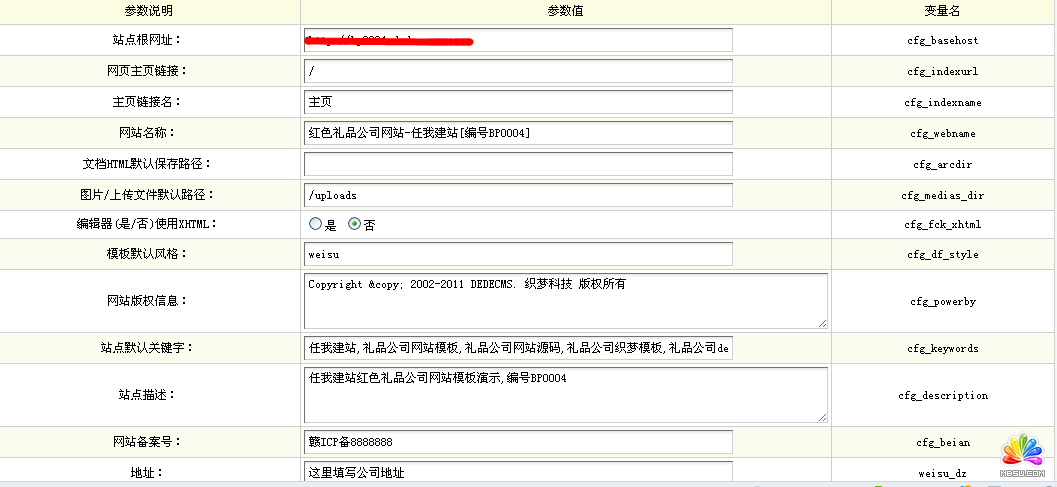 参数说明 参数值 变量名
站点根网址： cfg_basehost
网页主页链接： / cfg_indexurl
主页链接名： 主页 cfg_indexname
网站名称： 红色礼品公司网站-任我建站[编号BP0004] cfg_webname
文档HTML默认保存路径： cfg_arcdir
图片/上传文件默认路径： /uploads cfg_medias_dir
编辑器(是/否)使用XHTML： 是 否 cfg_fck_xhtml
模板默认风格： weisu cfg_df_style
网站版权信息： Copyright &copy; 2002-2011 DEDECMS. 织梦科技 版权所有 cfg_powerby
站点默认关键字： 任我建站,礼品公司网站模板,礼品公司网站源码,礼品公司织梦模板,礼品公司de cfg_keywords
站点描述： 任我建站红色礼品公司网站模板演示,编号BP0004 cfg_description
网站备案号： 赣ICP备8888888 cfg_beian
地址： 这里填写公司地址 weisu_dz
MBSW.COM